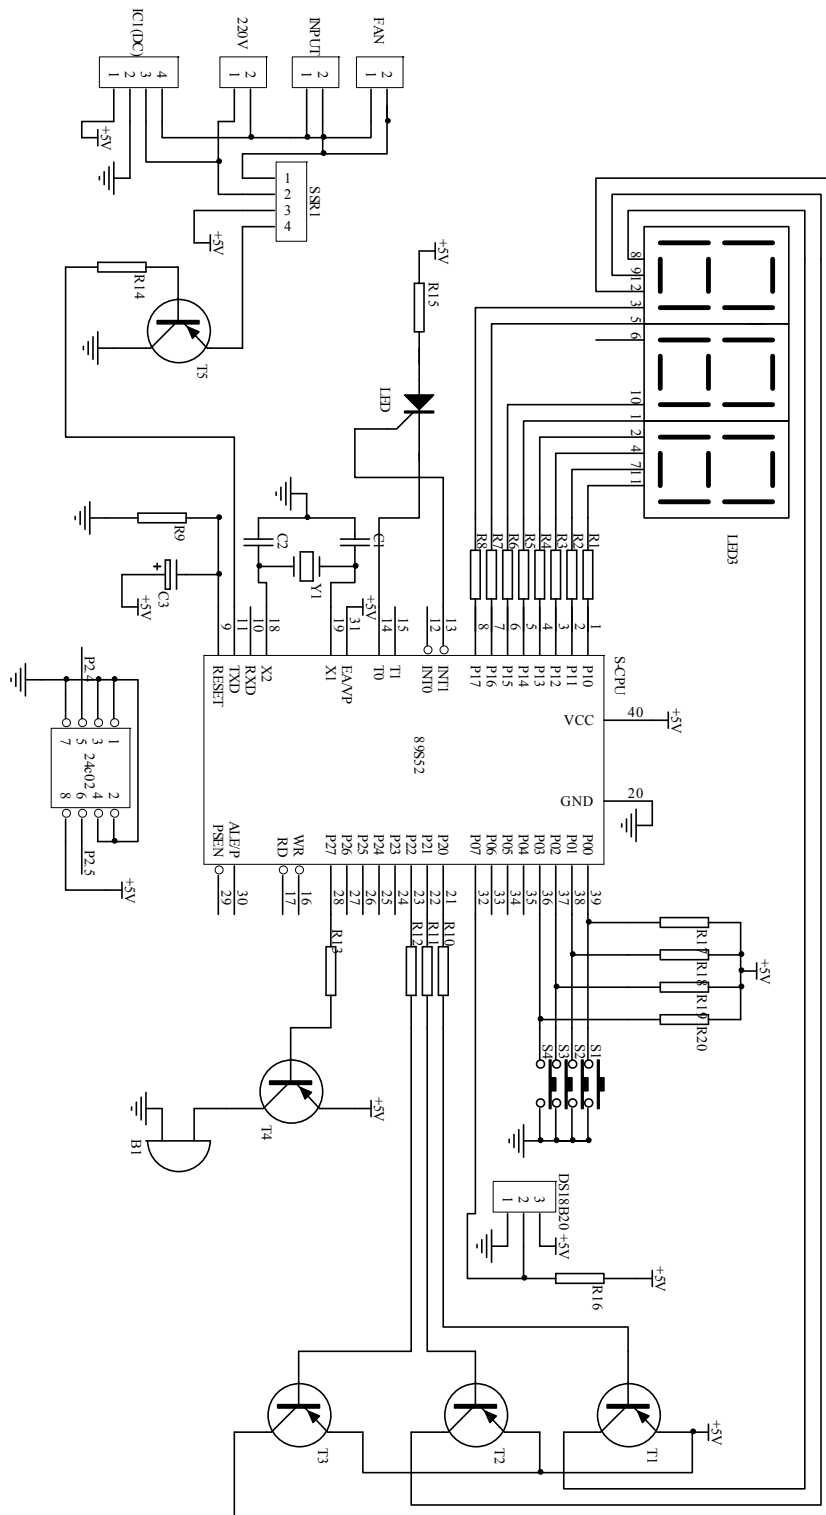 IC1(DC)
220V
INPUT
FAN
1 2 3 4
1 2
1 2
1 2
+5V
SSR1
1
2
3
4
+5V
R14
T5
+5V
R15
LED
8
9
12
3
5
6
10
1
2
4
7
11
LED3
R9
C3
+5V
C2
C1
Y1
+5V
R8
R7
R6
R5
R4
R3
R2
R1
9
11
10
18
19
31
14
15
12
13
8
7
6
5
4
3
2
1
S-CPU
RESET
TXD
RXD
X2
X1
EA/VP
T0
T1
INT0
INT1
P17
P16
P15
P14
P13
P12
P11
P10
VCC
40
+5V
89S52
GND
20
PSEN
ALE/P
RD
WR
P27
P26
P25
P24
P23
P22
P21
P20
P07
P06
P05
P04
P03
P02
P01
P00
29
30
17
16
28
27
26
25
24
23
22
21
32
33
34
35
36
37
38
39
P2.4
7 5 3 1
24c02
8 6 4 2
P2.5
+5V
R13
R12
R11
R10
R17
R18
R19
R20
+5V
S4
S3
S2
S1
T4
+5V
B1
DS18B20
1 2 3
+5V
R16
+5V
T3
T2
T1
+5V